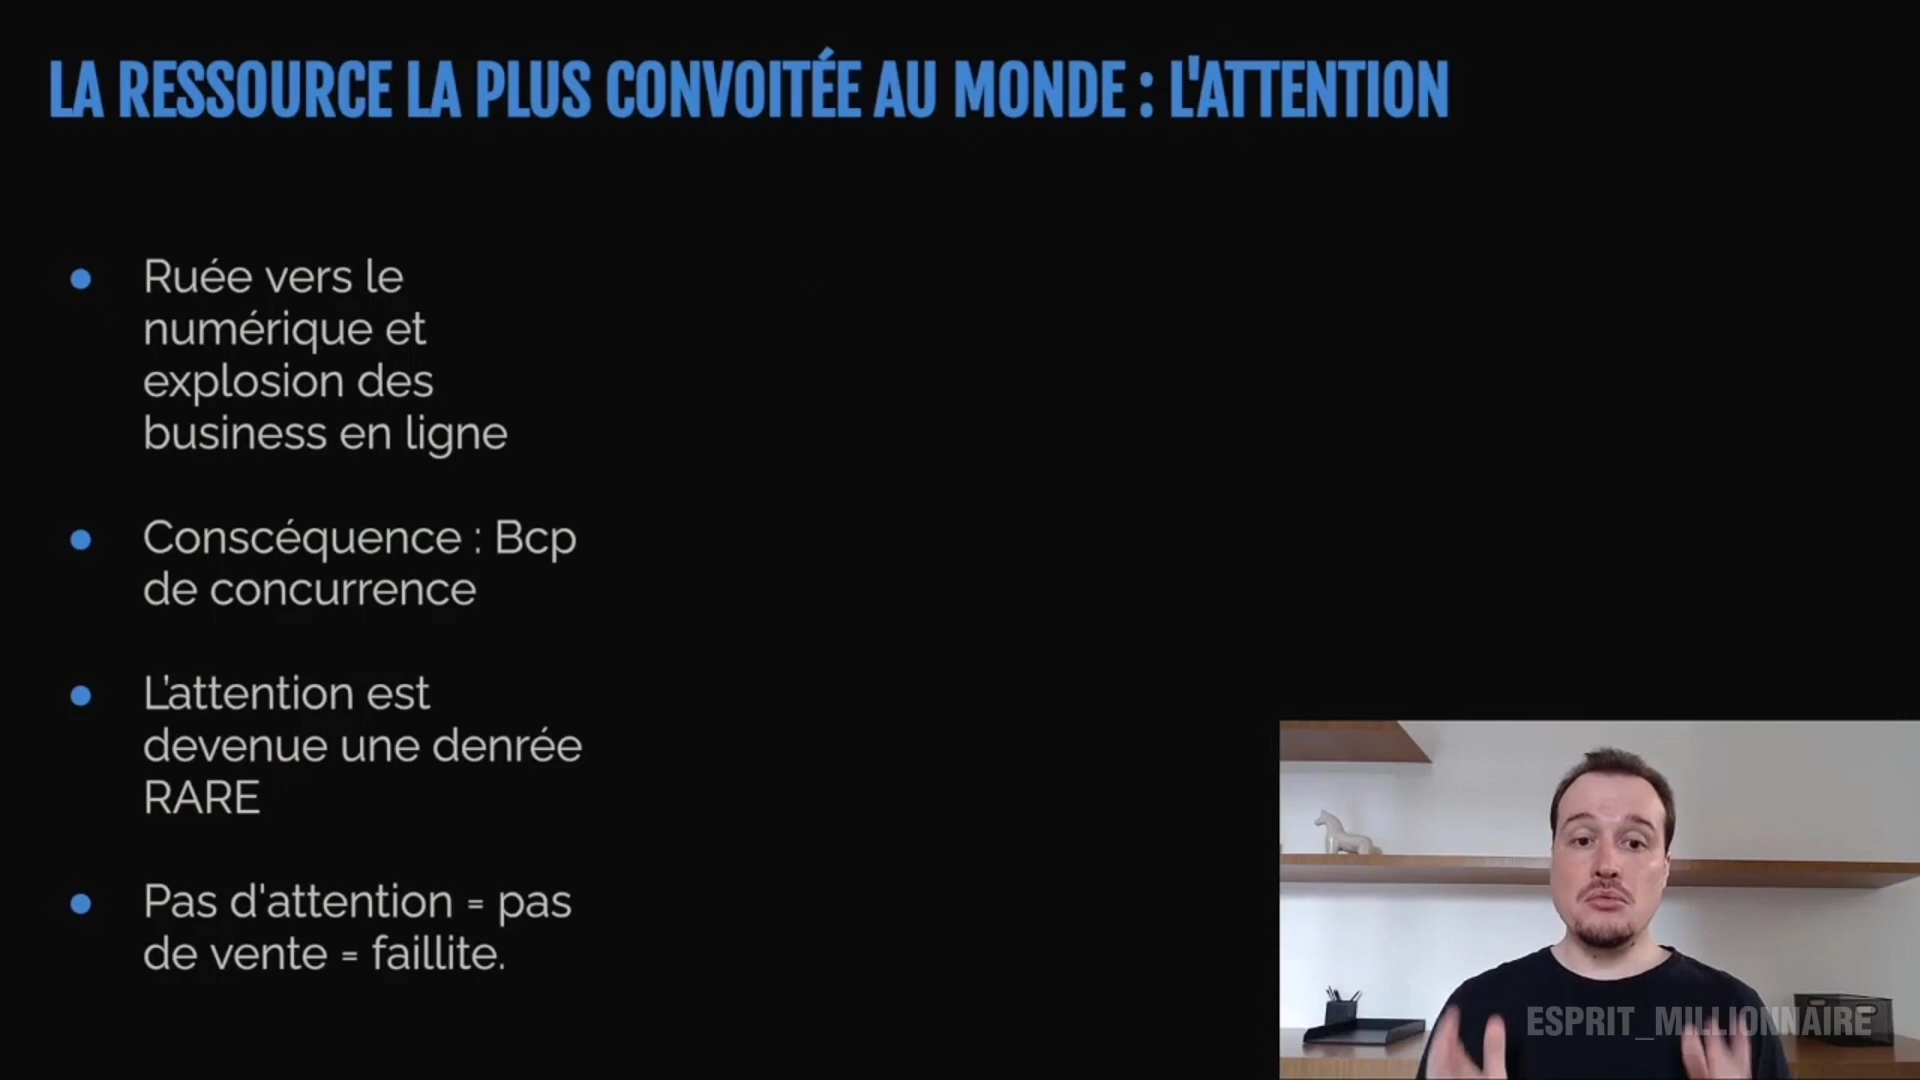 LA RESSOURCE LA PLUS CONVOITÉE AU MONDE : L'ATTENTION
● Ruée vers le
numérique et
explosion des
business en ligne
● Conscéquence : Bcp
de concurrence
● L'attention est
devenue une denrée
RARE
● Pas d'attention = pas
de vente = faillite.
ESPRIT_MILLIONNAIRE